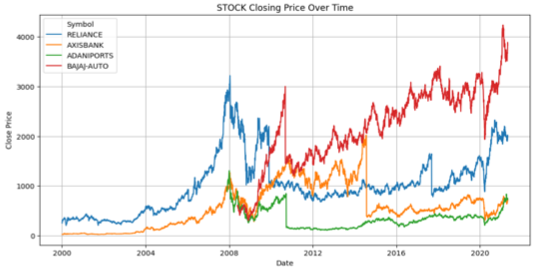 STOCK Closing Price Over Time
Symbol
RELIANCE
AXISBANK
ADANIPORTS
BAJAJ-AUTO
Close Price
4000
3000
2000
1000
0
2000
2004
2008
2012
2016
2020
Date